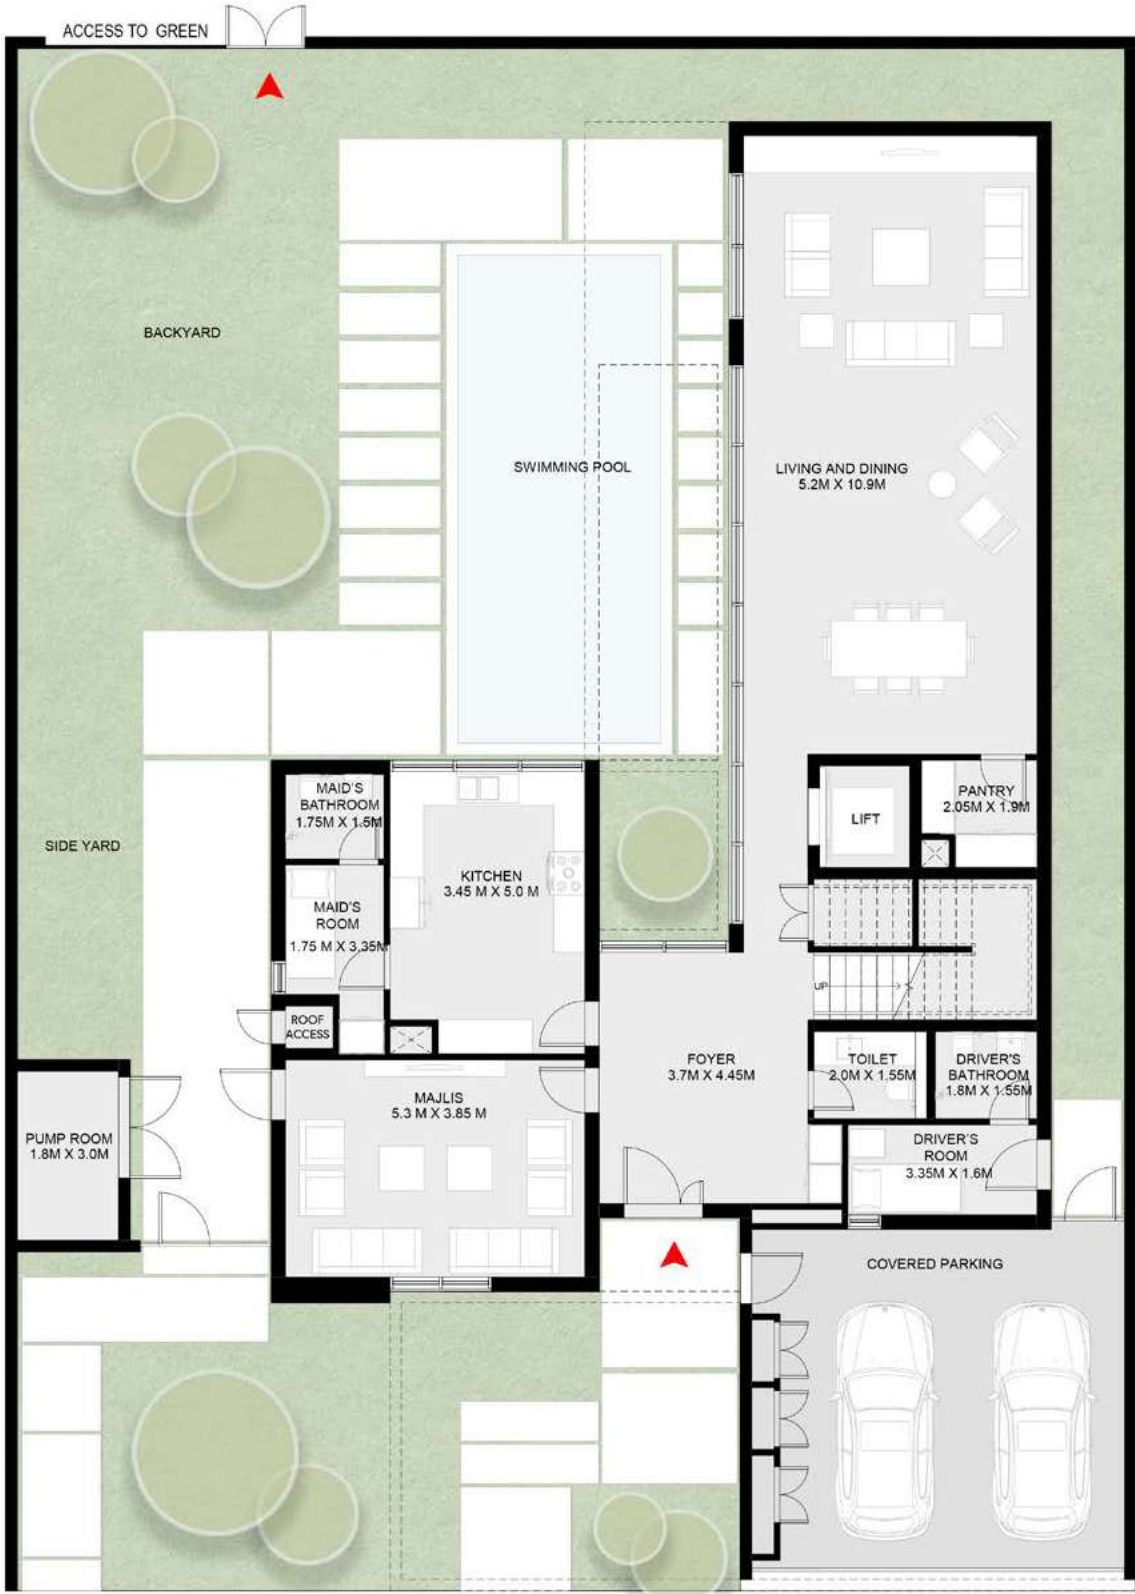 ACCESS TO GREEN
BACKYARD
SWIMMING POOL
LIVING AND DINING
5.2M X 10.9M
MAID'S
BATHROOM
1.75M X 1.5M
LIFT
PANTRY
2.05M X 1.9M
SIDE YARD
KITCHEN
3.45 M X 5.0 M
MAID'S
ROOM
1.75 M X 3.35M
UP
ROOF
ACCESS
FOYER
3.7M X 4.45M
TOILET
2.0M X 1.55M
DRIVER'S
BATHROOM
1.8M X 1.55M
MAJLIS
5.3 M X 3.85 M
PUMP ROOM
1.8M X 3.0M
DRIVER'S
ROOM
3.35M X 1.6M
COVERED PARKING